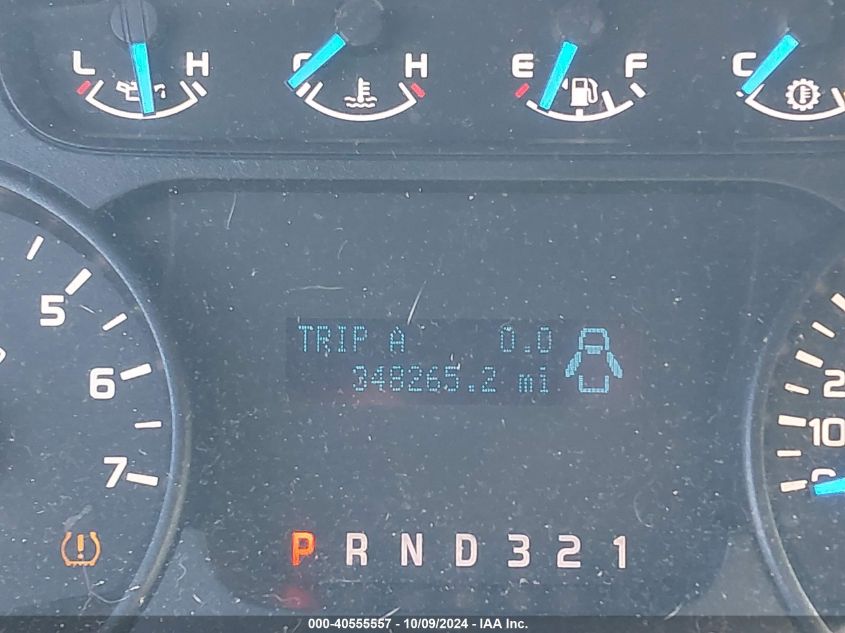 L H C H E F C
TRIP A 0.0
348265.2 mi
5
6
7
2
10
0
P R N D 3 2 1
000-40555557 - 10/09/2024 - IAA Inc.